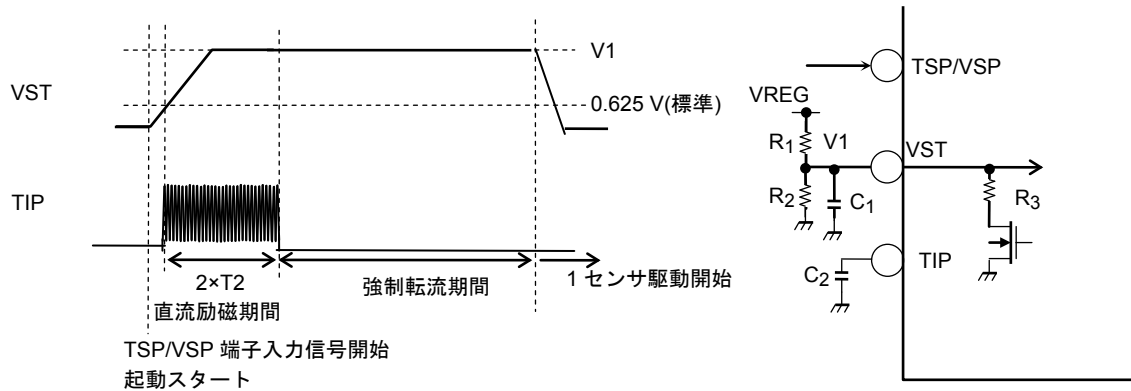 VST
V1
0.625 V(標準)
TIP
2×T2
直流励磁期間
強制転流期間
1 センサ駆動開始
TSP/VSP 端子入力信号開始
起動スタート
TSP/VSP
VREG
R1
V1
VST
R2
C1
R3
C2
TIP